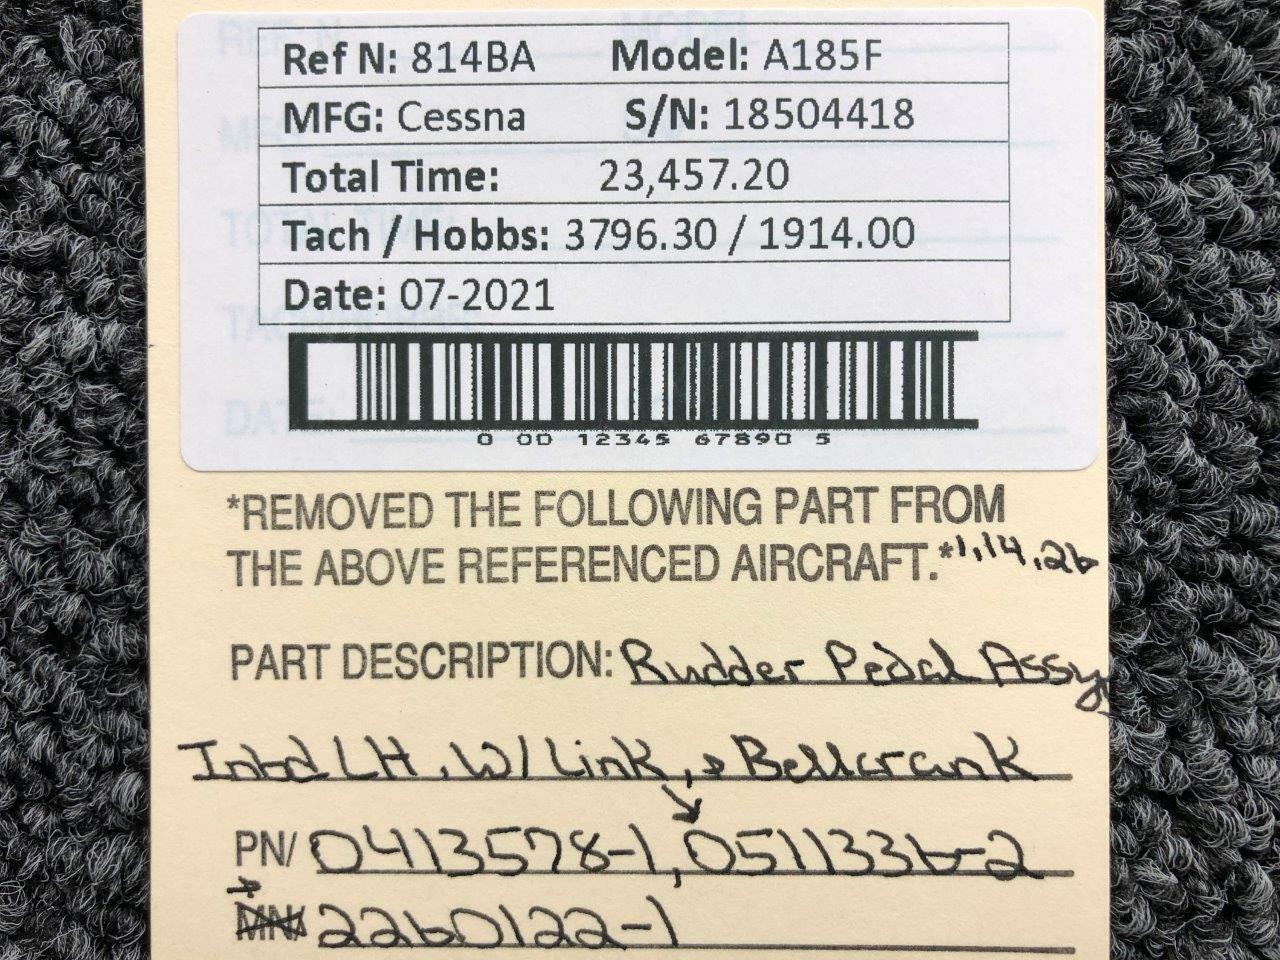 Ref N: 814BA Model: A185F
MFG: Cessna S/N: 18504418
Total Time: 23,457.20
Tach / Hobbs: 3796.30 / 1914.00
Date: 07-2021
0 00 12345 67890 5
*REMOVED THE FOLLOWING PART FROM
THE ABOVE REFERENCED AIRCRAFT.*1,14,26
PART DESCRIPTION: Rudder Pedal Assy
Inbd LH, W/ Link, & Bellcrank
PN/ 0413578-1, 0511336-2
MN/ 2260122-1